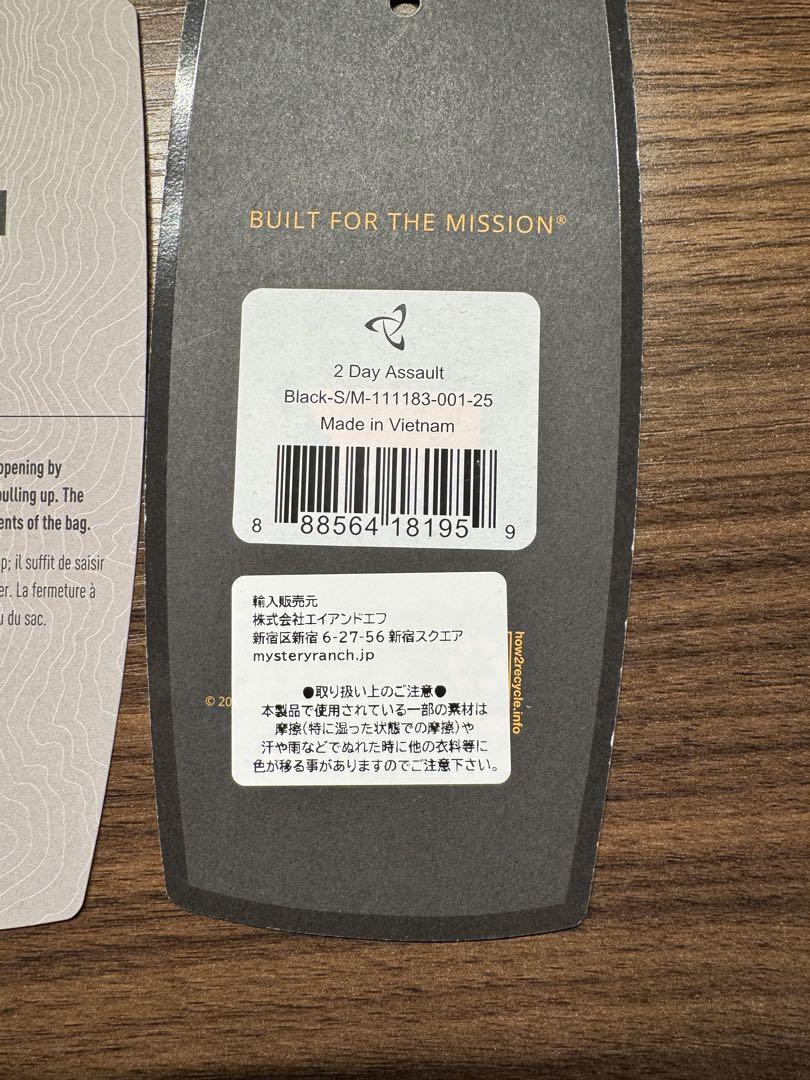 BUILT FOR THE MISSION®
2 Day Assault
Black-S/M-111183-001-25
Made in Vietnam
8 88564 18195 9
輸入販売元
株式会社エイアンドエフ
新宿区新宿 6-27-56 新宿スクエア
mysteryranch.jp
●取り扱い上のご注意●
本製品で使用されている一部の素材は
摩擦(特に湿った状態での摩擦)や
汗や雨などでぬれた時に他の衣料等に
色が移る事がありますのでご注意下さい。
© 20
how2recycle.info
opening by
pulling up. The
ents of the bag.
p; il suffit de saisir
er. La fermeture à
u du sac.